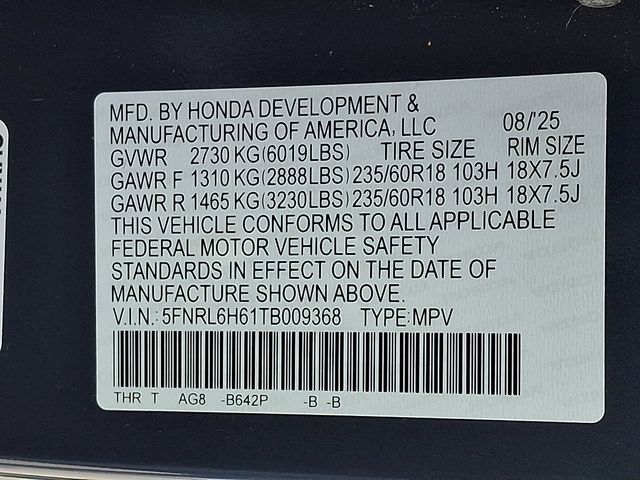 MFD. BY HONDA DEVELOPMENT &
MANUFACTURING OF AMERICA, LLC 08/'25
GVWR 2730 KG(6019LBS) TIRE SIZE RIM SIZE
GAWR F 1310 KG(2888LBS) 235/60R18 103H 18X7.5J
GAWR R 1465 KG(3230LBS) 235/60R18 103H 18X7.5J
THIS VEHICLE CONFORMS TO ALL APPLICABLE
FEDERAL MOTOR VEHICLE SAFETY
STANDARDS IN EFFECT ON THE DATE OF
MANUFACTURE SHOWN ABOVE.
V.I.N.: 5FNRL6H61TB009368 TYPE: MPV
THR T AG8 -B642P -B -B